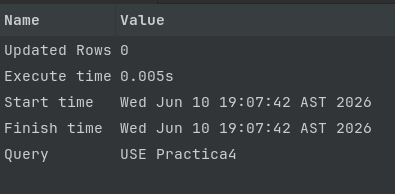 Name Value
Updated Rows 0
Execute time 0.005s
Start time Wed Jun 10 19:07:42 AST 2026
Finish time Wed Jun 10 19:07:42 AST 2026
Query USE Practica4